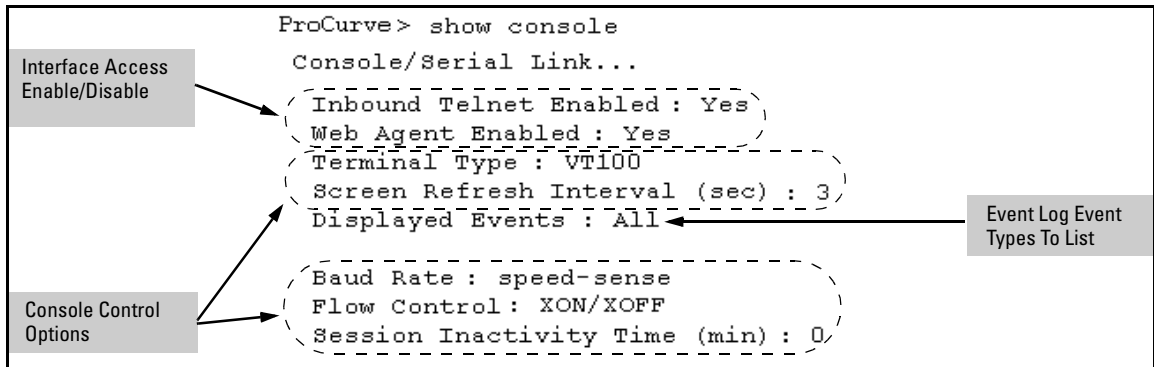 ProCurve> show console
Console/Serial Link...
Interface Access
Enable/Disable
Inbound Telnet Enabled : Yes
Web Agent Enabled : Yes
Terminal Type : VT100
Screen Refresh Interval (sec) : 3
Displayed Events : All
Event Log Event
Types To List
Baud Rate : speed-sense
Flow Control : XON/XOFF
Session Inactivity Time (min) : 0
Console Control
Options